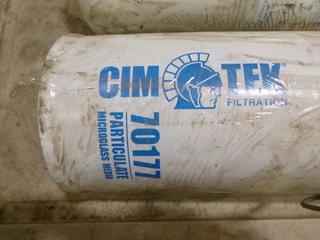 CIM TEK
FILTRATION
70177
PARTICULATE
MICROGLASS MEDIA